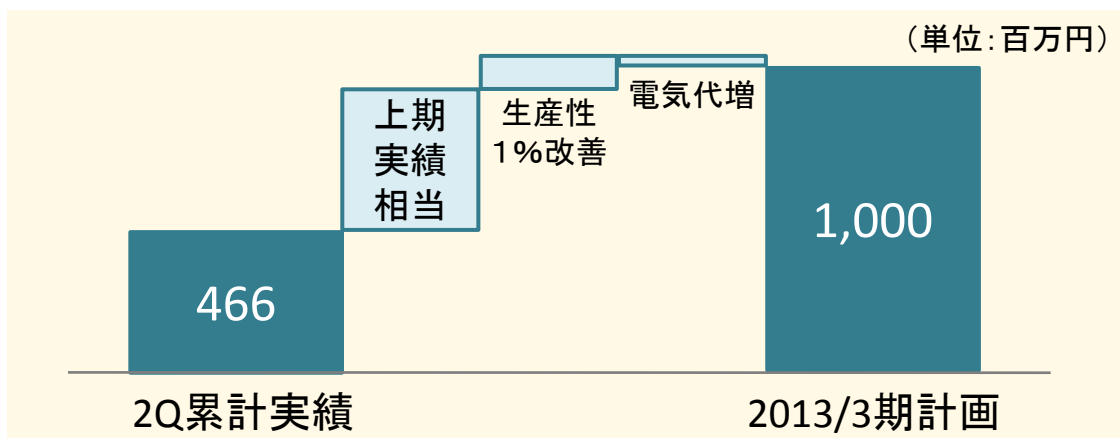 （単位：百万円）
上期
実績
相当
生産性
1%改善
電気代増
466
1,000
2Q累計実績
2013/3期計画